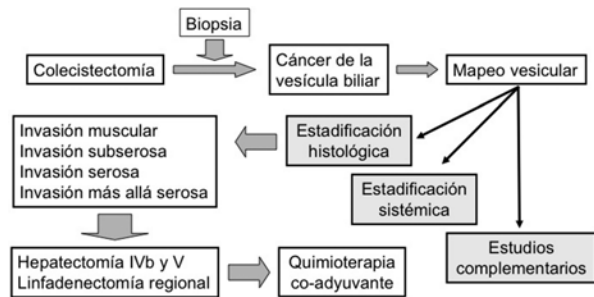 Biopsia
Colecistectomía
Cáncer de la
vesícula biliar
Mapeo vesicular
Invasión muscular
Invasión subserosa
Invasión serosa
Invasión más allá serosa
Estadificación
histológica
Estadificación
sistémica
Estudios
complementarios
Hepatectomía IVb y V
Linfadenectomía regional
Quimioterapia
co-adyuvante